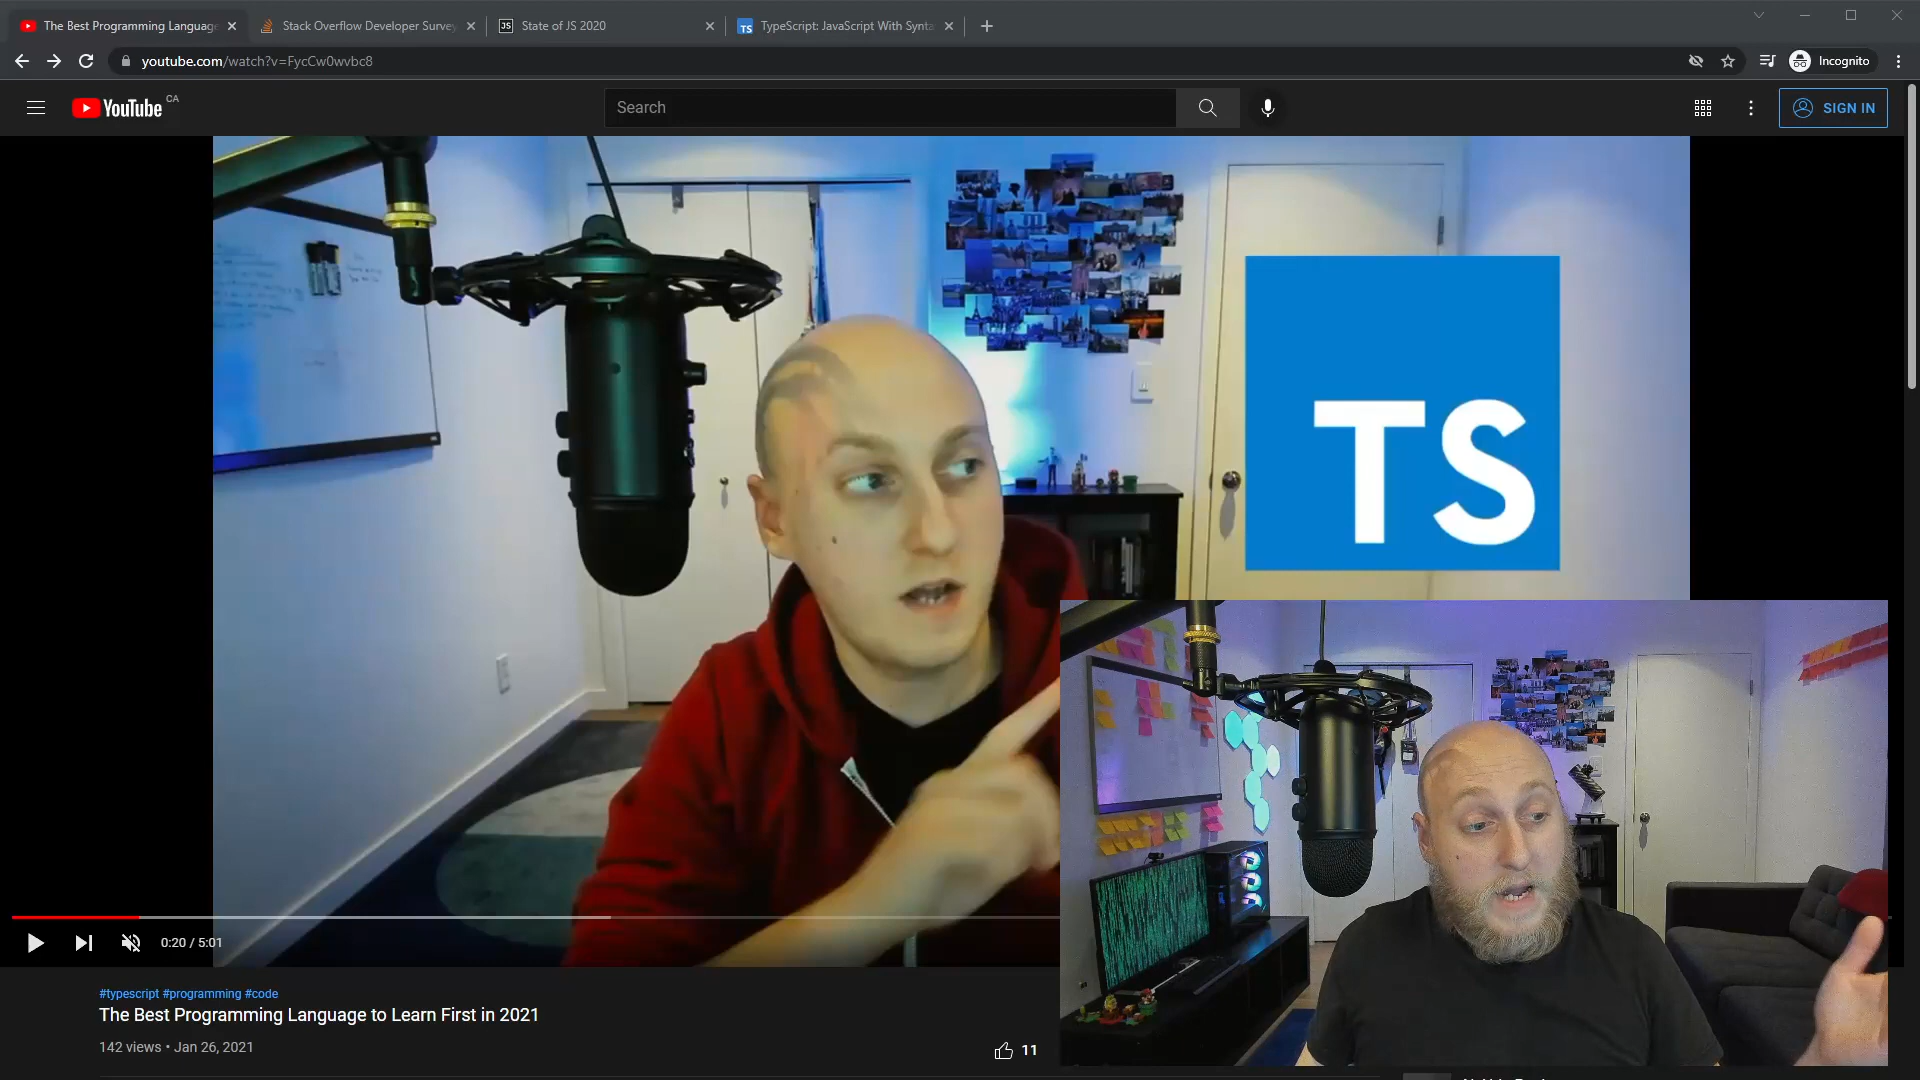 The Best Programming Language
Stack Overflow Developer Survey
State of JS 2020
TypeScript: JavaScript With Synta
youtube.com/watch?v=FycCw0wvbc8
Incognito
YouTube CA
Search
SIGN IN
TS
0:20 / 5:01
#typescript #programming #code
The Best Programming Language to Learn First in 2021
142 views • Jan 26, 2021
11